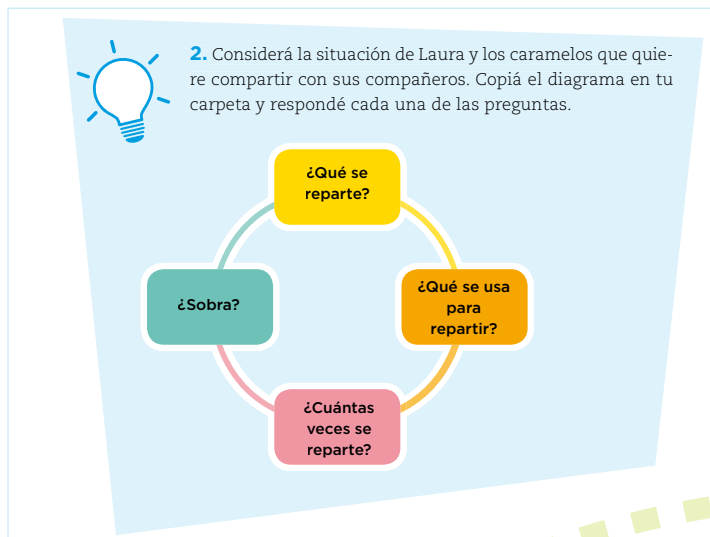 2. Considerá la situación de Laura y los caramelos que quie-
re compartir con sus compañeros. Copiá el diagrama en tu
carpeta y respondé cada una de las preguntas.
¿Qué se
reparte?
¿Sobra?
¿Qué se usa
para
repartir?
¿Cuántas
veces se
reparte?